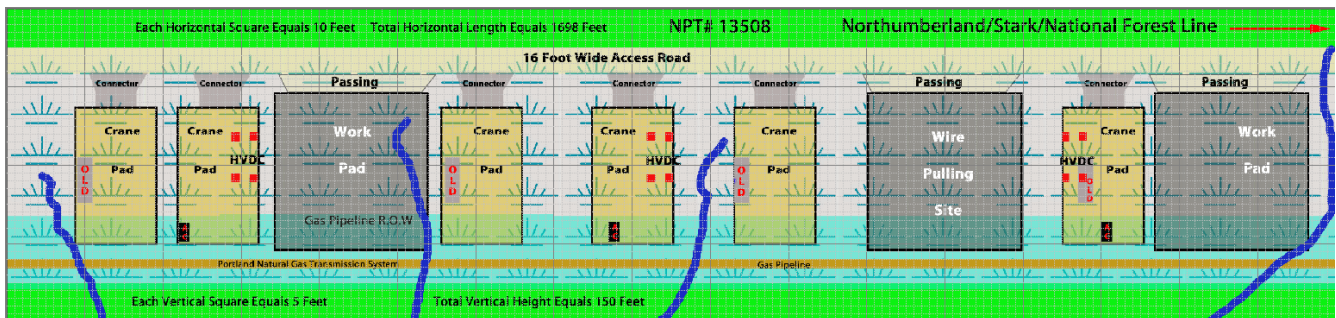 Each Horizontal Square Equals 10 Feet Total Horizontal Length Equals 1698 Feet NPT# 13508 Northumberland/Stark/National Forest Line
16 Foot Wide Access Road
Connector Connector Passing Connector Connector Connector Passing Connector Passing
Crane Crane Work Crane Crane Crane Wire Crane Work
HVDC HVDC HVDC
Pad Pad Pad Pad Pad Pad Pulling Pad Pad
OLD OLD OLD OLD
Site
Gas Pipeline R.O.W
AC AC AC
Portland Natural Gas Transmission System Gas Pipeline
Each Vertical Square Equals 5 Feet Total Vertical Height Equals 150 Feet